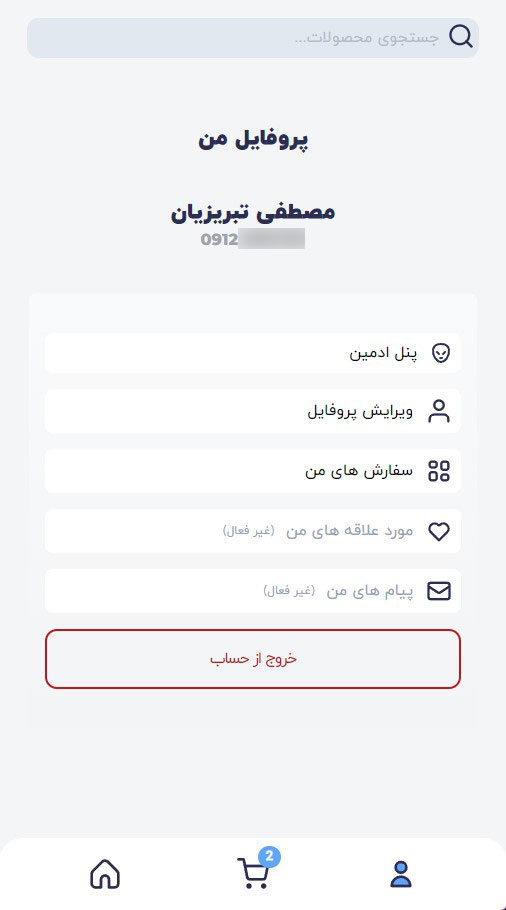 جستجوی محصولات...
پروفایل من
مصطفی تبریزیان
0912
پنل ادمین
ویرایش پروفایل
سفارش های من
مورد علاقه های من (غیر فعال)
پیام های من (غیر فعال)
خروج از حساب
2